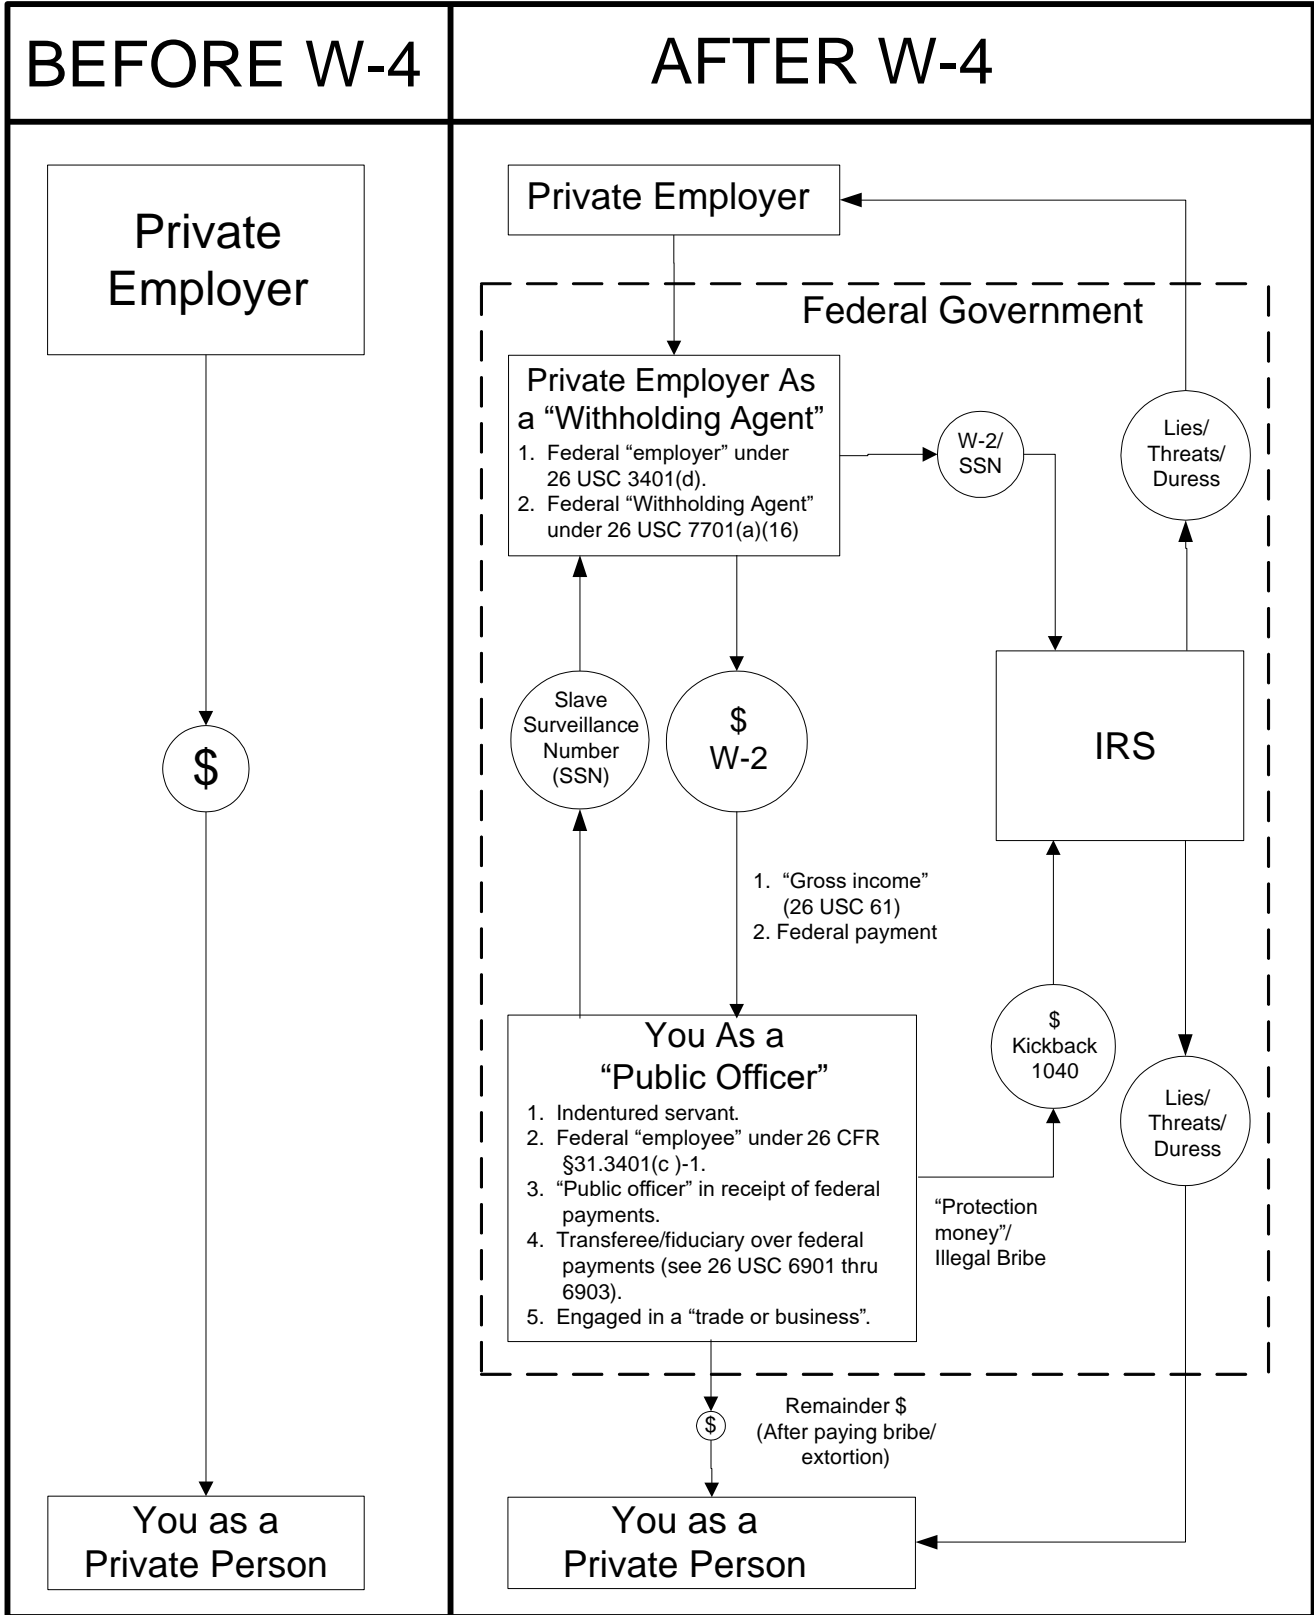 BEFORE W-4
AFTER W-4
Private
Employer
$
You as a
Private Person
Private Employer
Federal Government
Private Employer As
a “Withholding Agent”
1. Federal “employer” under
26 USC 3401(d).
2. Federal “Withholding Agent”
under 26 USC 7701(a)(16)
W-2/
SSN
Lies/
Threats/
Duress
Slave
Surveillance
Number
(SSN)
$
W-2
IRS
1. “Gross income”
(26 USC 61)
2. Federal payment
You As a
“Public Officer”
1. Indentured servant.
2. Federal “employee” under 26 CFR
§31.3401(c )-1.
3. “Public officer” in receipt of federal
payments.
4. Transferee/fiduciary over federal
payments (see 26 USC 6901 thru
6903).
5. Engaged in a “trade or business”.
$
Kickback
1040
Lies/
Threats/
Duress
“Protection
money”/
Illegal Bribe
$
Remainder $
(After paying bribe/
extortion)
You as a
Private Person